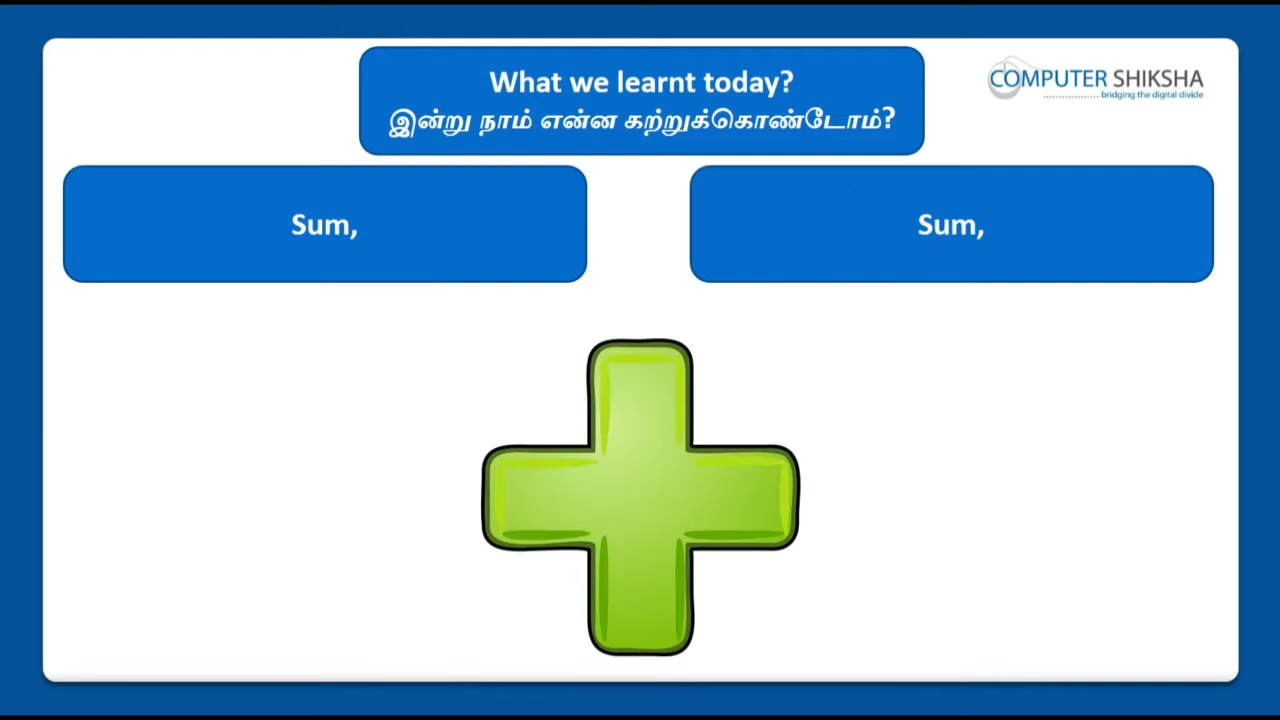 What we learnt today?
இன்று நாம் என்ன கற்றுக்கொண்டோம்?
COMPUTER SHIKSHA
bridging the digital divide
Sum,
Sum,